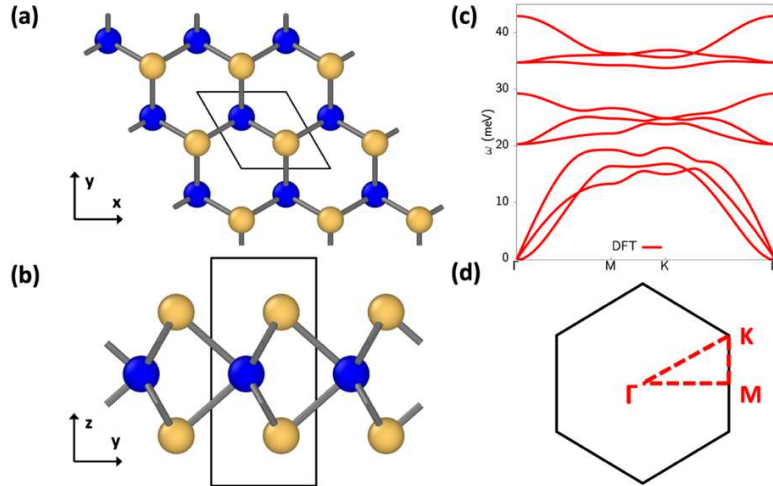 (a)
y
x
(b)
z
y
(c)
40
30
20
10
0
ω (meV)
DFT
Γ M K Γ
(d)
K
Γ
M